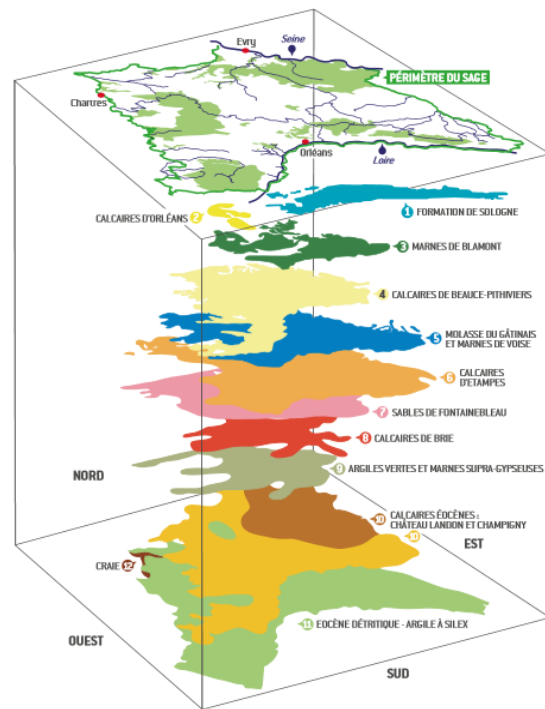 Evry
Seine
PÉRIMÈTRE DU SAGE
Chartres
Orléans
Loire
CALCAIRES D'ORLÉANS 2
1 FORMATION DE SOLOGNE
3 MARNES DE BLAMONT
4 CALCAIRES DE BEAUCE-PITHIVIERS
5 MOLASSE DU GÂTINAIS
ET MARNES DE VOISE
6 CALCAIRES
D'ETAMPES
7 SABLES DE FONTAINEBLEAU
8 CALCAIRES DE BRIE
NORD
9 ARGILES VERTES ET MARNES SUPRA-GYPSEUSES
10 CALCAIRES ÉOCÈNES :
CHÂTEAU LANDON ET CHAMPIGNY
10
EST
CRAIE 12
OUEST
11 EOCÈNE DÉTRITIQUE - ARGILE À SILEX
SUD